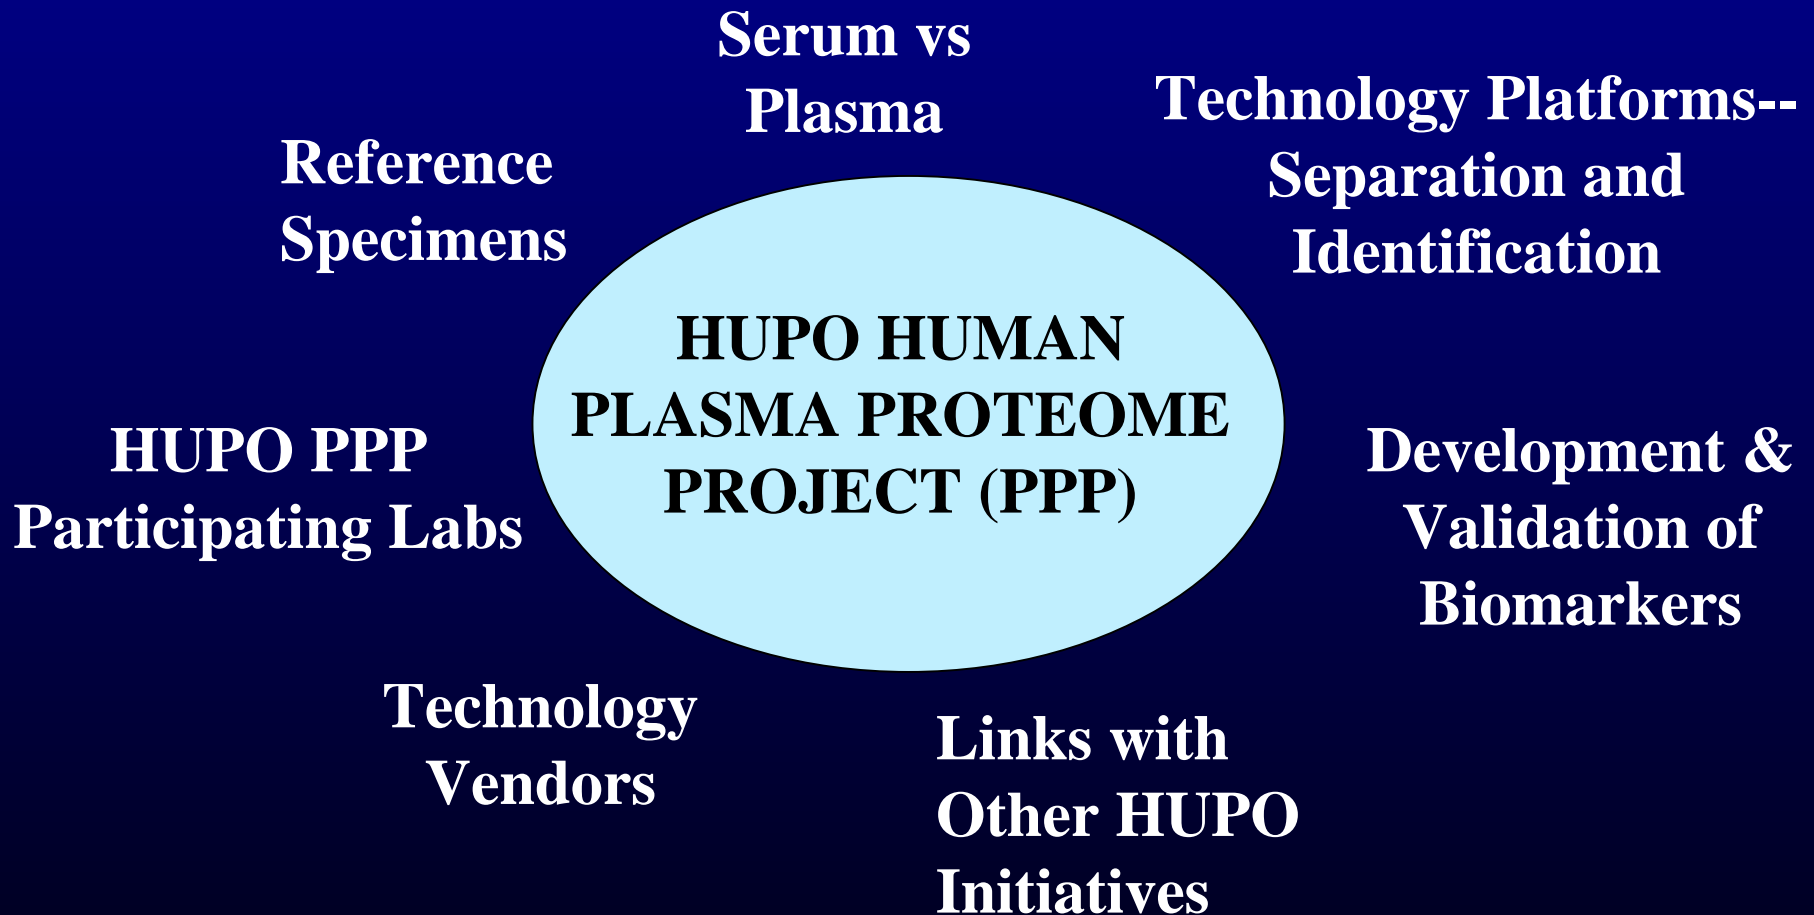 Serum vs
Plasma
Technology Platforms--
Separation and
Identification
Reference
Specimens
HUPO HUMAN
PLASMA PROTEOME
PROJECT (PPP)
HUPO PPP
Participating Labs
Development &
Validation of
Biomarkers
Technology
Vendors
Links with
Other HUPO
Initiatives